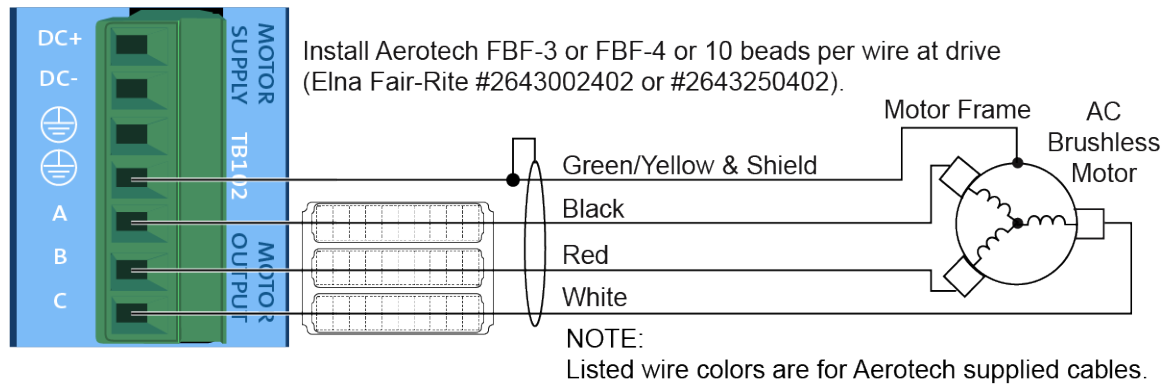 DC+
DC-
A
B
C
MOTOR
SUPPLY
TB102
MOTOR
OUTPUT
Install Aerotech FBF-3 or FBF-4 or 10 beads per wire at drive
(Elna Fair-Rite #2643002402 or #2643250402).
Motor Frame
AC
Brushless
Motor
Green/Yellow & Shield
Black
Red
White
NOTE:
Listed wire colors are for Aerotech supplied cables.